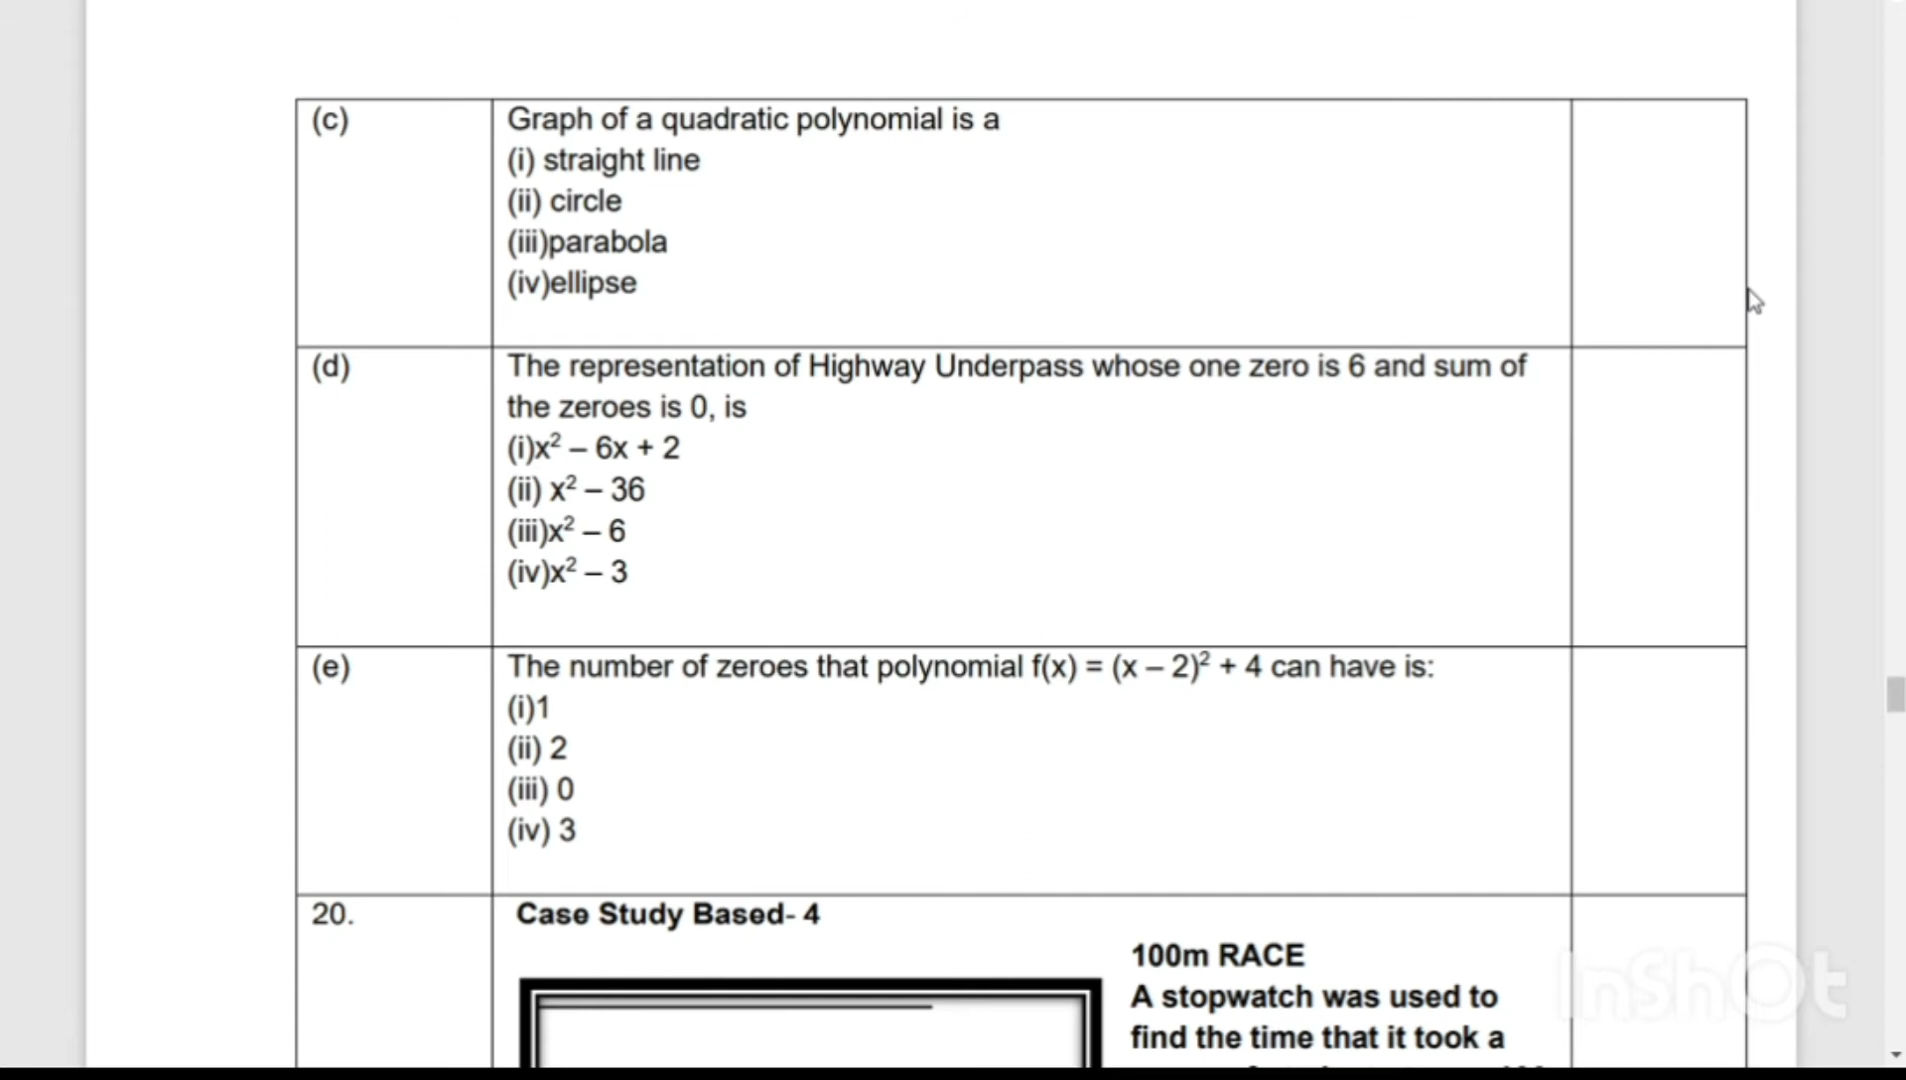 (c)
Graph of a quadratic polynomial is a
(i) straight line
(ii) circle
(iii)parabola
(iv)ellipse
(d)
The representation of Highway Underpass whose one zero is 6 and sum of
the zeroes is 0, is
(i)x² – 6x + 2
(ii) x² – 36
(iii)x² – 6
(iv)x² – 3
(e)
The number of zeroes that polynomial f(x) = (x – 2)² + 4 can have is:
(i)1
(ii) 2
(iii) 0
(iv) 3
20.
Case Study Based- 4
100m RACE
A stopwatch was used to
find the time that it took a
InShOt